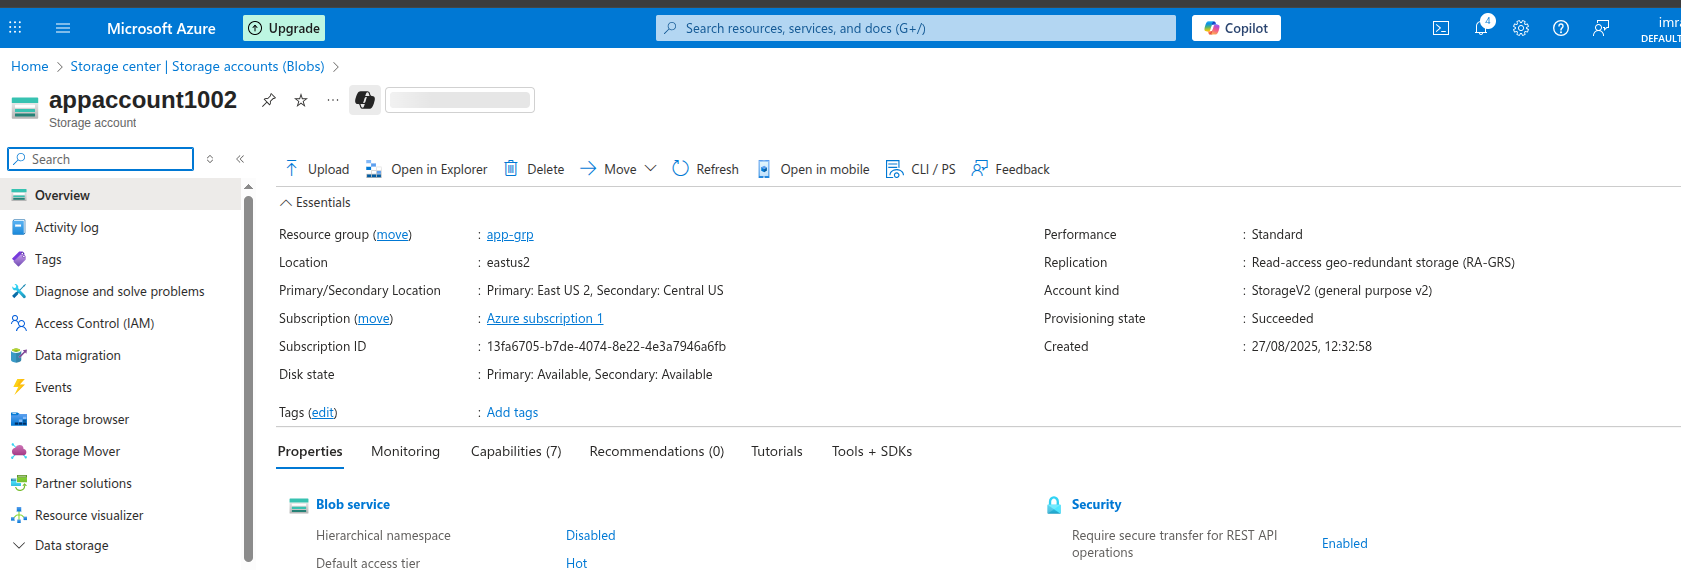 Microsoft Azure
Upgrade
Search resources, services, and docs (G+/)
Copilot
4
DEFAULT
Home > Storage center | Storage accounts (Blobs) >
appaccount1002
Storage account
Search
Overview
Activity log
Tags
Diagnose and solve problems
Access Control (IAM)
Data migration
Events
Storage browser
Storage Mover
Partner solutions
Resource visualizer
Data storage
Upload Open in Explorer Delete Move Refresh Open in mobile CLI / PS Feedback
Essentials
Resource group (move) : app-grp
Location : eastus2
Primary/Secondary Location : Primary: East US 2, Secondary: Central US
Subscription (move) : Azure subscription 1
Subscription ID : 13fa6705-b7de-4074-8e22-4e3a7946a6fb
Disk state : Primary: Available, Secondary: Available
Tags (edit) : Add tags
Performance : Standard
Replication : Read-access geo-redundant storage (RA-GRS)
Account kind : StorageV2 (general purpose v2)
Provisioning state : Succeeded
Created : 27/08/2025, 12:32:58
Properties Monitoring Capabilities (7) Recommendations (0) Tutorials Tools + SDKs
Blob service
Hierarchical namespace Disabled
Default access tier Hot
Security
Require secure transfer for REST API
operations Enabled